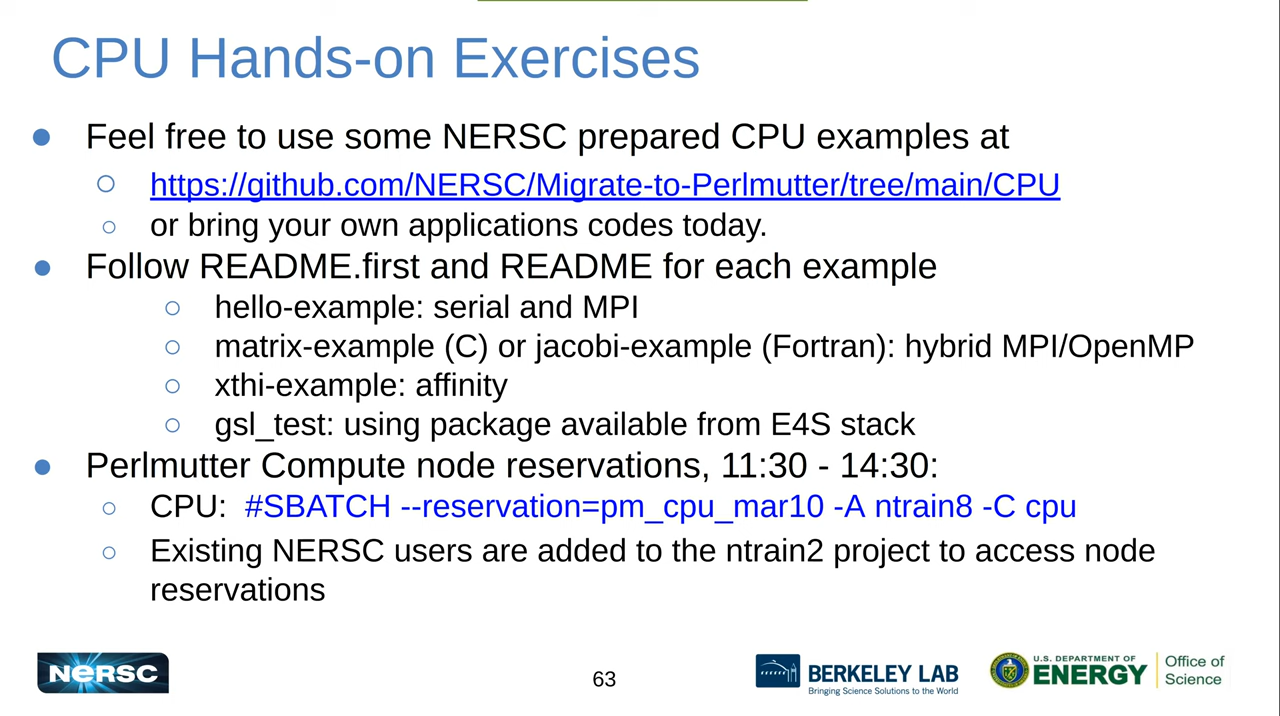 CPU Hands-on Exercises
● Feel free to use some NERSC prepared CPU examples at
○ https://github.com/NERSC/Migrate-to-Perlmutter/tree/main/CPU
○ or bring your own applications codes today.
● Follow README.first and README for each example
○ hello-example: serial and MPI
○ matrix-example (C) or jacobi-example (Fortran): hybrid MPI/OpenMP
○ xthi-example: affinity
○ gsl_test: using package available from E4S stack
● Perlmutter Compute node reservations, 11:30 - 14:30:
○ CPU: #SBATCH --reservation=pm_cpu_mar10 -A ntrain8 -C cpu
○ Existing NERSC users are added to the ntrain2 project to access node
reservations
NERSC
63
BERKELEY LAB
Bringing Science Solutions to the World
U.S. DEPARTMENT OF
ENERGY
Office of
Science